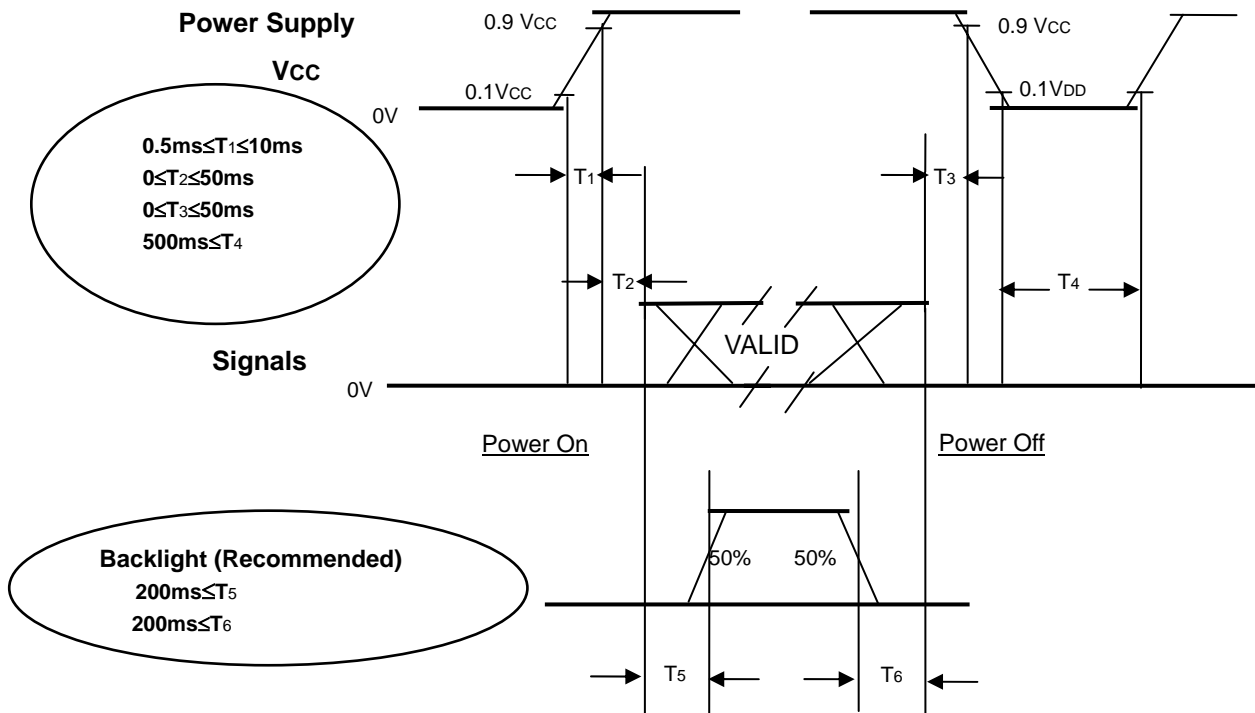 Power Supply
Vcc
0.9 Vcc
0.9 Vcc
0.1Vcc
0.1VDD
0V
0.5ms≤T1≤10ms
0≤T2≤50ms
0≤T3≤50ms
500ms≤T4
T1
T3
T2
T4
VALID
Signals
0V
Power On
Power Off
Backlight (Recommended)
200ms≤T5
200ms≤T6
50%
50%
T5
T6